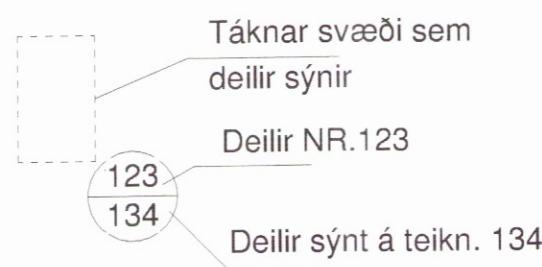 Táknar svæði sem
deilir sýnir
Deilir NR.123
123
134
Deilir sýnt á teikn. 134